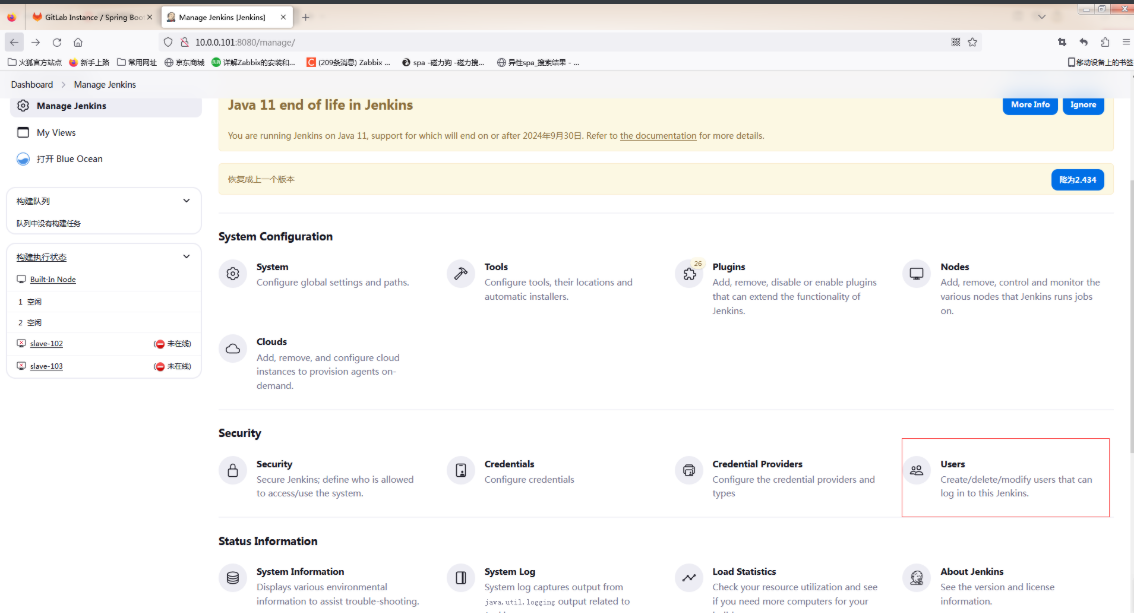 GitLab Instance / Spring Boo
Manage Jenkins [Jenkins]
10.0.0.101:8080/manage/
火狐官方站点
新手上路
常用网址
京东商城
详解Zabbix的安装和...
(209条消息) Zabbix ...
spa -磁力狗 -磁力搜...
异性spa_搜索结果 - ...
移动设备上的书签
Dashboard > Manage Jenkins
Manage Jenkins
My Views
打开 Blue Ocean
构建队列
队列中没有构建任务
构建执行状态
Built-In Node
1 空闲
2 空闲
slave-102 (未在线)
slave-103 (未在线)
Java 11 end of life in Jenkins
More Info
Ignore
You are running Jenkins on Java 11, support for which will end on or after 2024年9月30日. Refer to the documentation for more details.
恢复成上一个版本
降为2.434
System Configuration
System
Configure global settings and paths.
Tools
Configure tools, their locations and
automatic installers.
26
Plugins
Add, remove, disable or enable plugins
that can extend the functionality of
Jenkins.
Nodes
Add, remove, control and monitor the
various nodes that Jenkins runs jobs
on.
Clouds
Add, remove, and configure cloud
instances to provision agents on-
demand.
Security
Security
Secure Jenkins; define who is allowed
to access/use the system.
Credentials
Configure credentials
Credential Providers
Configure the credential providers and
types
Users
Create/delete/modify users that can
log in to this Jenkins.
Status Information
System Information
Displays various environmental
information to assist trouble-shooting.
System Log
System log captures output from
java.util.logging output related to
Load Statistics
Check your resource utilization and see
if you need more computers for your
About Jenkins
See the version and license
information.